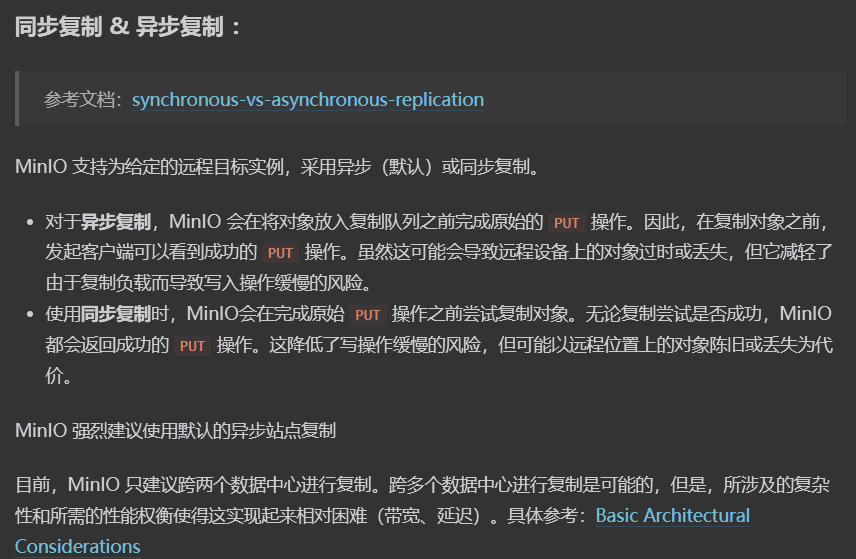 同步复制 & 异步复制：
参考文档：synchronous-vs-asynchronous-replication
MinIO 支持为给定的远程目标实例，采用异步（默认）或同步复制。
• 对于异步复制，MinIO 会在将对象放入复制队列之前完成原始的 PUT 操作。因此，在复制对象之前，
发起客户端可以看到成功的 PUT 操作。虽然这可能会导致远程设备上的对象过时或丢失，但它减轻了
由于复制负载而导致写入操作缓慢的风险。
• 使用同步复制时，MinIO会在完成原始 PUT 操作之前尝试复制对象。无论复制尝试是否成功，MinIO
都会返回成功的 PUT 操作。这降低了写操作缓慢的风险，但可能以远程位置上的对象陈旧或丢失为代
价。
MinIO 强烈建议使用默认的异步站点复制
目前，MinIO 只建议跨两个数据中心进行复制。跨多个数据中心进行复制是可能的，但是，所涉及的复杂
性和所需的性能权衡使得这实现起来相对困难（带宽、延迟）。具体参考：Basic Architectural
Considerations